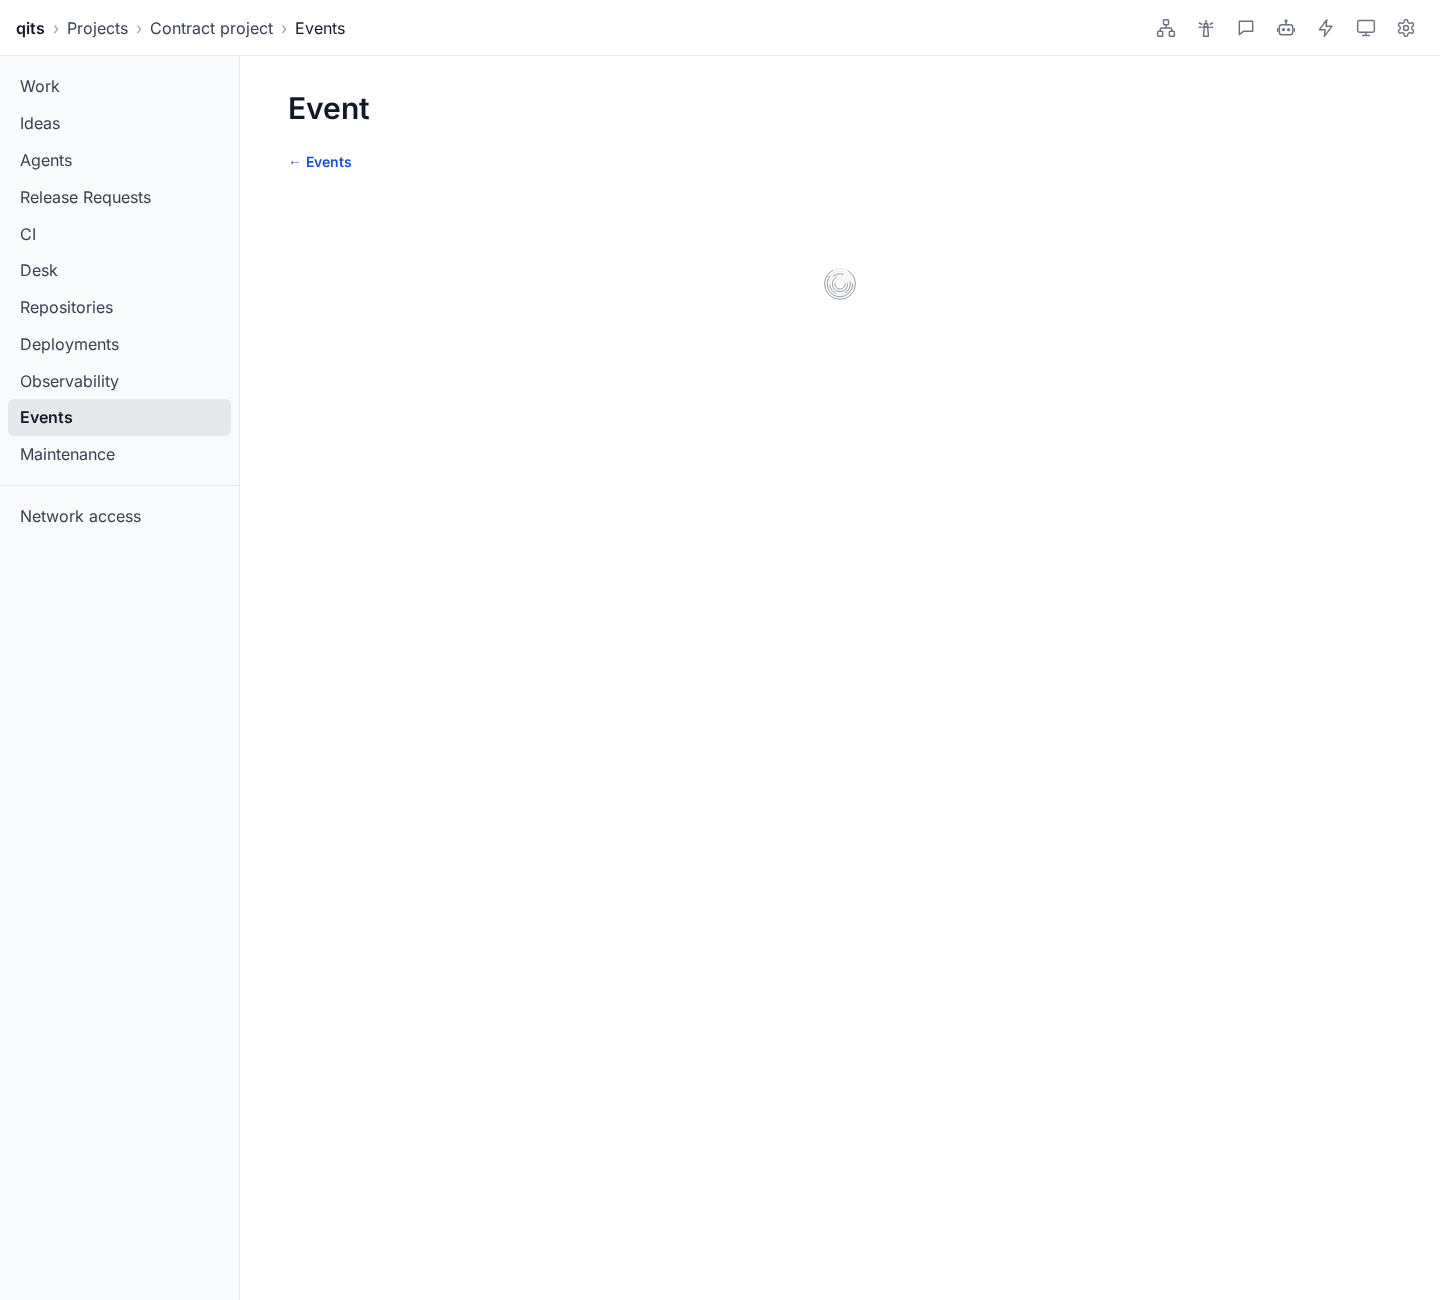 qits › Projects › Contract project › Events
Work
Ideas
Agents
Release Requests
CI
Desk
Repositories
Deployments
Observability
Events
Maintenance
Network access
Event
← Events